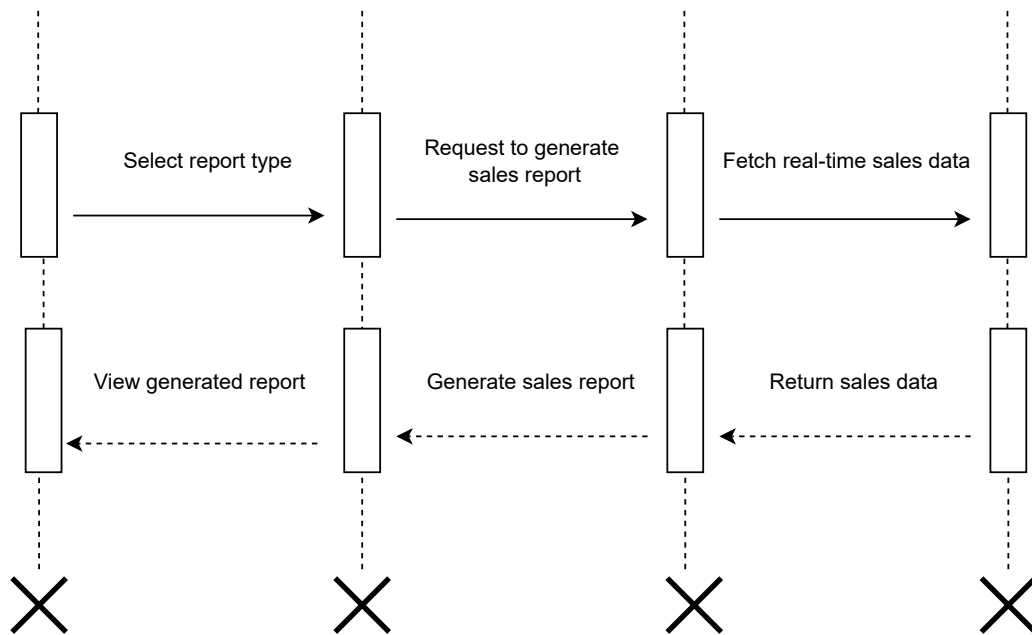 Select report type
Request to generate
sales report
Fetch real-time sales data
View generated report
Generate sales report
Return sales data